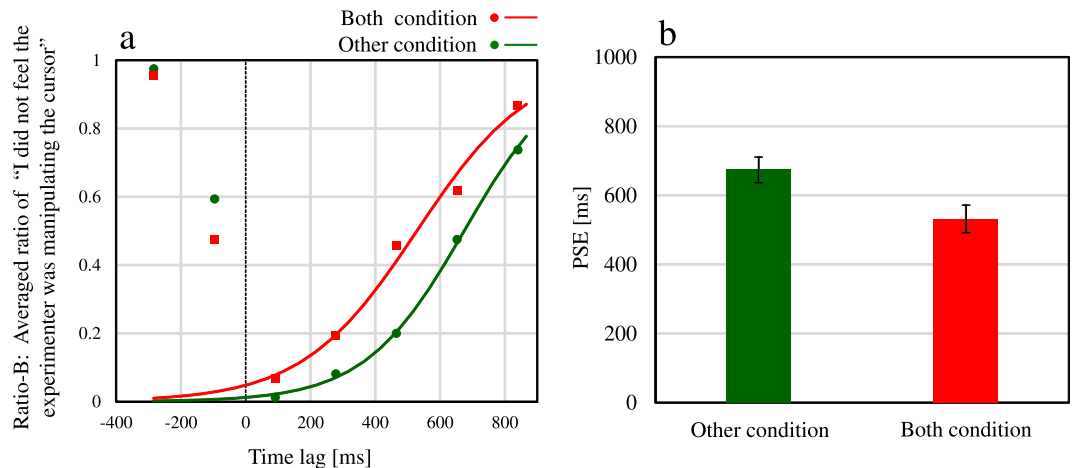 a
Both condition
Other condition
Ratio-B: Averaged ratio of “I did not feel the
experimenter was manipulating the cursor”
1
0.8
0.6
0.4
0.2
0
-400 -200 0 200 400 600 800
Time lag [ms]
b
PSE [ms]
1000
800
600
400
200
0
Other condition Both condition